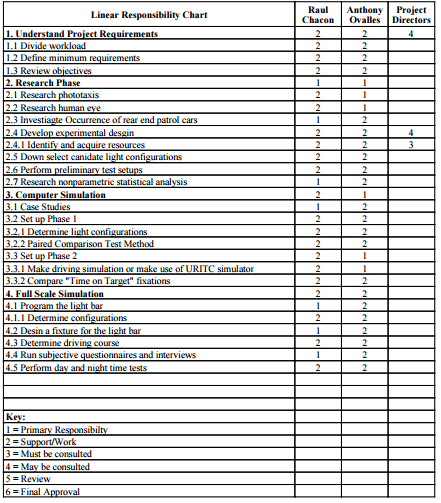 Linear Responsibility Chart Raul Chacon Anthony Ovalles Project Directors
1. Understand Project Requirements 2 2 4
1.1 Divide workload 2 2
1.2 Define minimum requirements 2 2
1.3 Review objectives 2 2
2. Research Phase 1 1
2.1 Research phototaxis 2 1
2.2 Research human eye 2 1
2.3 Investiagte Occurrence of rear end patrol cars 1 2
2.4 Develop experimental desgin 2 2 4
2.4.1 Identify and acquire resources 2 2 3
2.5 Down select canidate light configurations 2 2
2.6 Perform preliminary test setups 2 2
2.7 Research nonparametric statistical analysis 1 2
3. Computer Simulation 2 1
3.1 Case Studies 1 2
3.2 Set up Phase 1 2 2
3.2.1 Determine light configurations 2 2
3.2.2 Paired Comparison Test Method 2 2
3.3 Set up Phase 2 2 1
3.3.1 Make driving simulation or make use of URITC simulator 2 1
3.3.2 Compare "Time on Target" fixations 2 2
4. Full Scale Simulation 2 2
4.1 Program the light bar 1 2
4.1.1 Determine configurations 2 2
4.2 Desin a fixture for the light bar 1 2
4.3 Determine driving course 2 2
4.4 Run subjective questionnaires and interviews 1 2
4.5 Perform day and night time tests 2 2
Key:
1 = Primary Responsibilty
2 = Support/Work
3 = Must be consulted
4 = May be consulted
5 = Review
6 = Final Approval